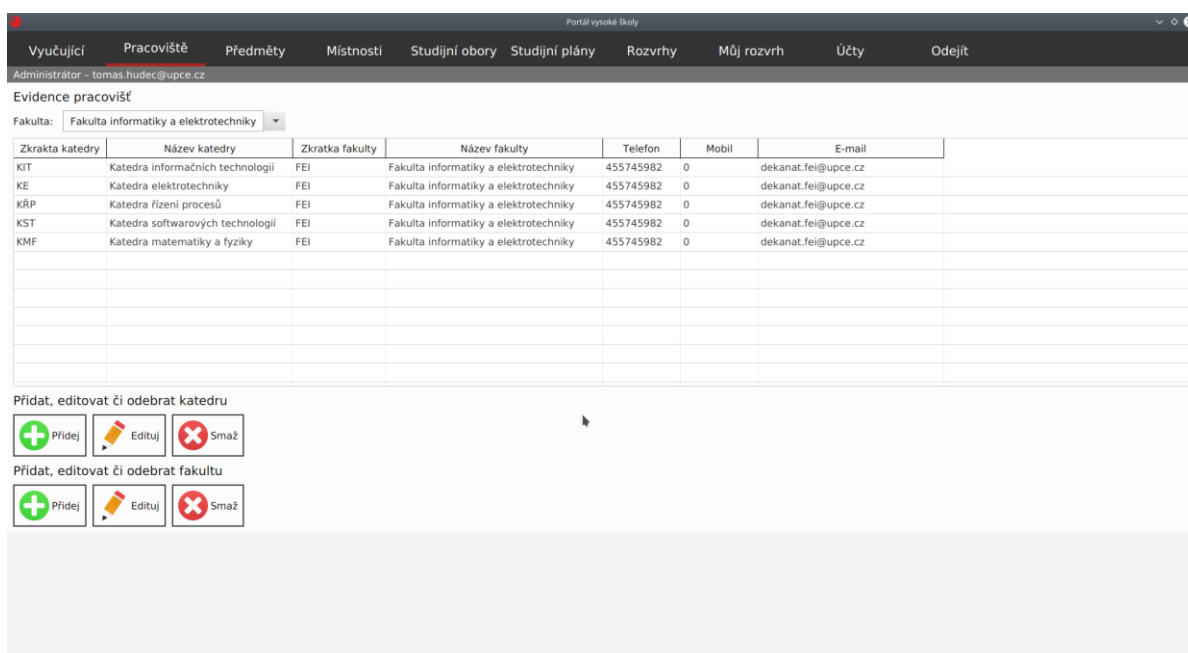 Portál vysoké školy
Vyučující Pracoviště Předměty Místnosti Studijní obory Studijní plány Rozvrhy Můj rozvrh Účty Odejít
Administrátor – tomas.hudec@upce.cz
Evidence pracovišť
Fakulta: Fakulta informatiky a elektrotechniky
Zkrakta katedry Název katedry Zkratka fakulty Název fakulty Telefon Mobil E-mail
KIT Katedra informačních technologií FEI Fakulta informatiky a elektrotechniky 455745982 0 dekanat.fei@upce.cz
KE Katedra elektrotechniky FEI Fakulta informatiky a elektrotechniky 455745982 0 dekanat.fei@upce.cz
KŘP Katedra řízení procesů FEI Fakulta informatiky a elektrotechniky 455745982 0 dekanat.fei@upce.cz
KST Katedra softwarových technologií FEI Fakulta informatiky a elektrotechniky 455745982 0 dekanat.fei@upce.cz
KMF Katedra matematiky a fyziky FEI Fakulta informatiky a elektrotechniky 455745982 0 dekanat.fei@upce.cz
Přidat, editovat či odebrat katedru
Přidej Edituj Smaž
Přidat, editovat či odebrat fakultu
Přidej Edituj Smaž